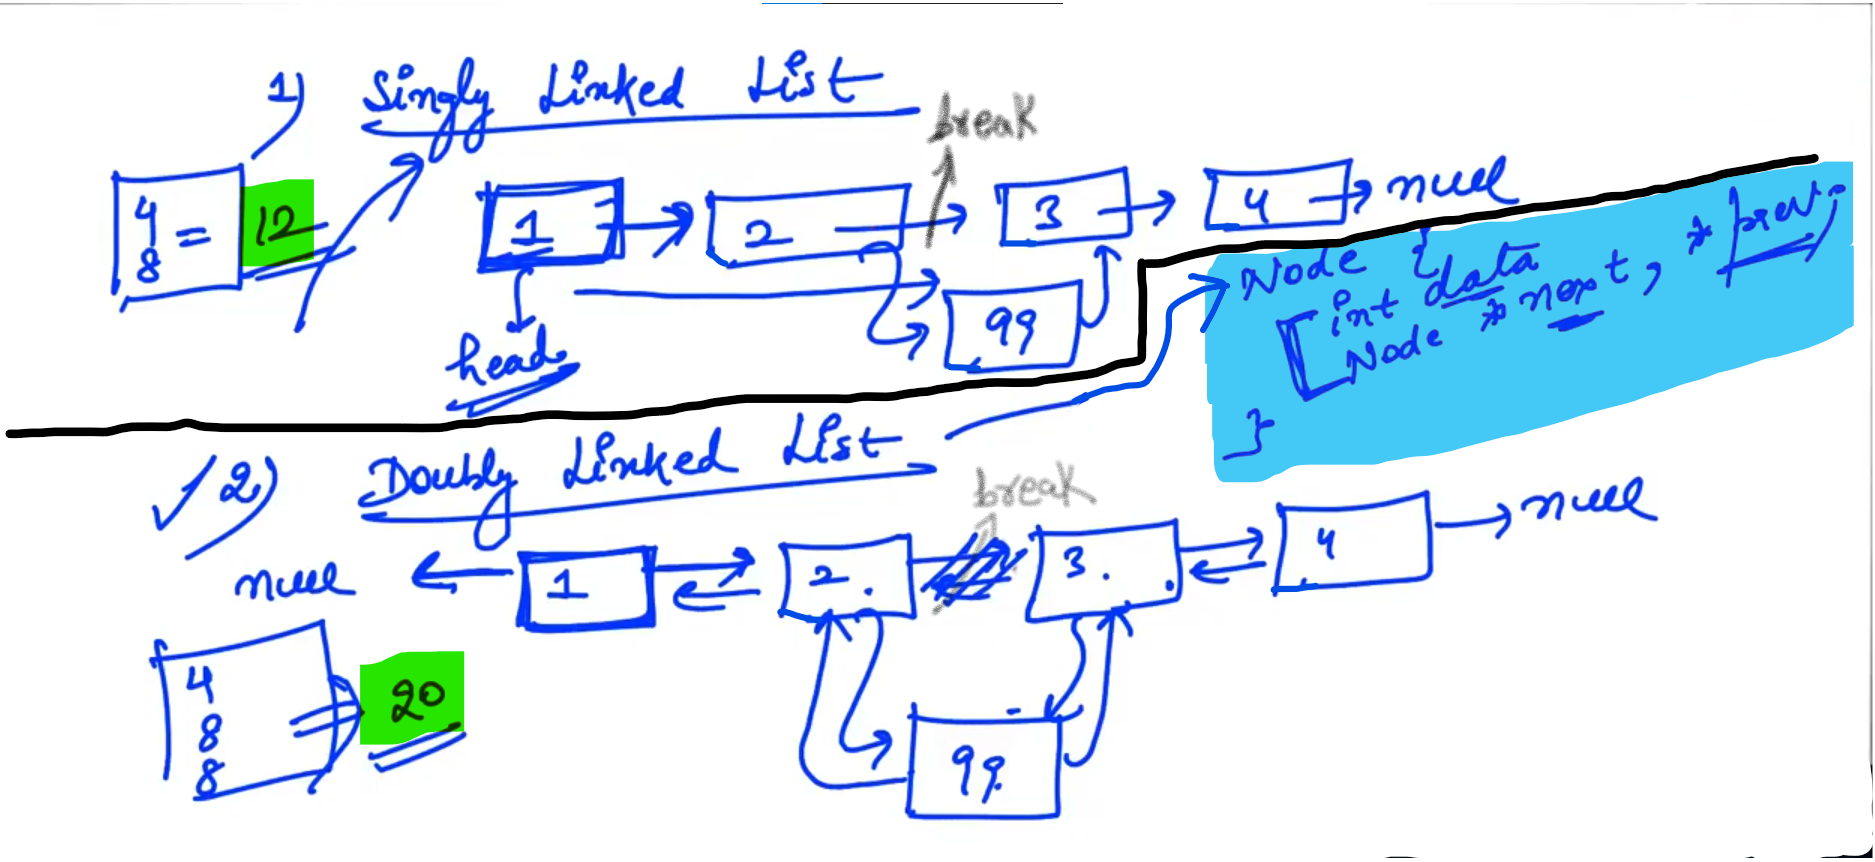 1) Singly Linked List
break
4
8 = 12
1 2 3 4 null
99
head
Node {
int data
Node *next, *prev;
}
2) Doubly Linked List
break
null 1 2 3 4 null
4
8
8
20
99